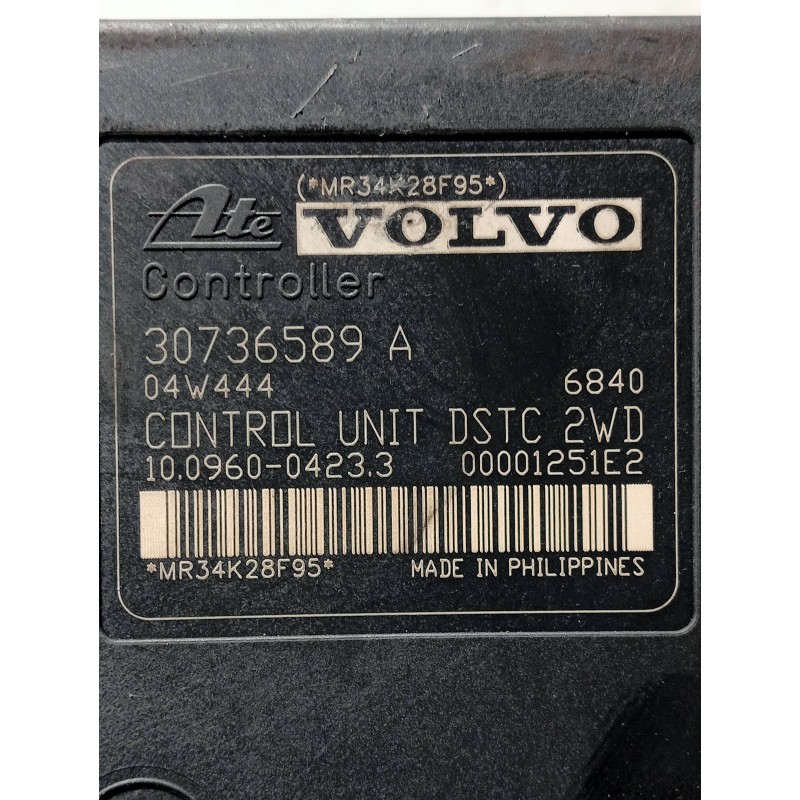 (*MR34K28F95*)
Ate VOLVO
Controller
30736589 A
04W444 6840
CONTROL UNIT DSTC 2WD
10.0960-0423.3 00001251E2
*MR34K28F95* MADE IN PHILIPPINES